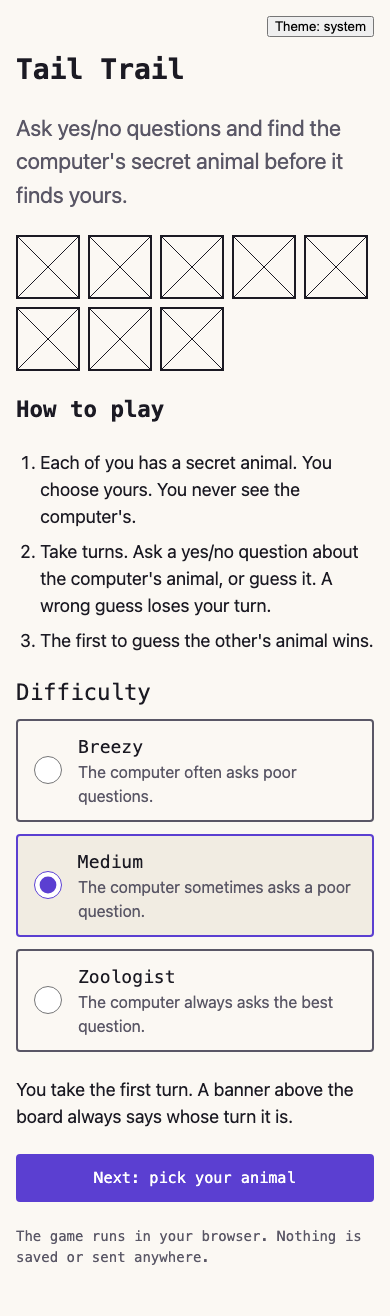 Theme: system
Tail Trail
Ask yes/no questions and find the
computer's secret animal before it
finds yours.
How to play
1. Each of you has a secret animal. You
choose yours. You never see the
computer's.
2. Take turns. Ask a yes/no question about
the computer's animal, or guess it. A
wrong guess loses your turn.
3. The first to guess the other's animal wins.
Difficulty
Breezy
The computer often asks poor
questions.
Medium
The computer sometimes asks a poor
question.
Zoologist
The computer always asks the best
question.
You take the first turn. A banner above the
board always says whose turn it is.
Next: pick your animal
The game runs in your browser. Nothing is
saved or sent anywhere.